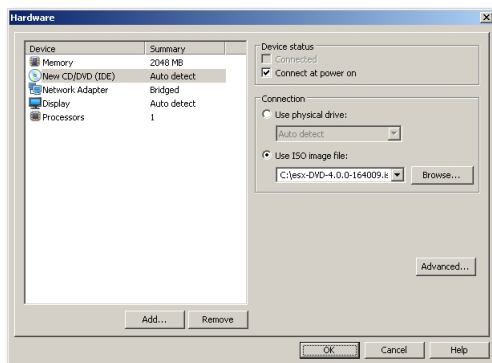 Hardware
Device Summary
Memory 2048 MB
New CD/DVD (IDE) Auto detect
Network Adapter Bridged
Display Auto detect
Processors 1
Add... Remove
Device status
Connected
Connect at power on
Connection
Use physical drive:
Auto detect
Use ISO image file:
C:\esx-DVD-4.0.0-164009.is Browse...
Advanced...
OK Cancel Help